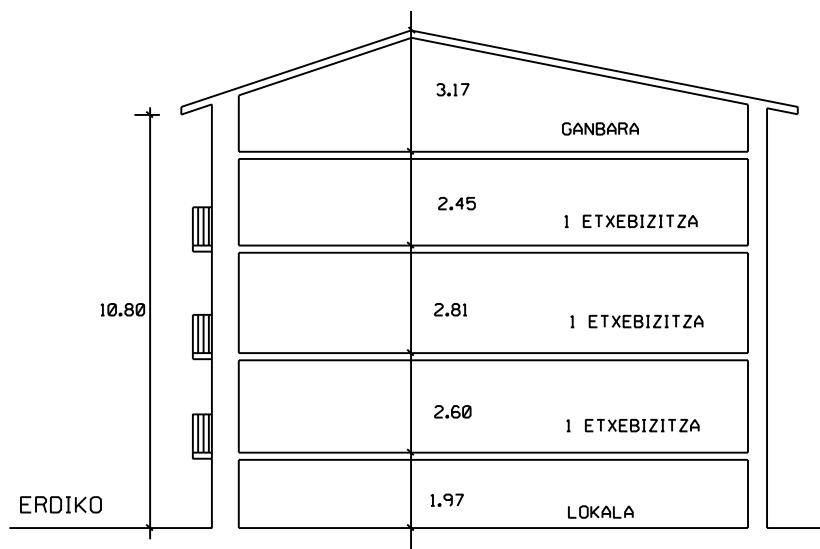 3.17
GANBARA
2.45
1 ETXEBIZITZA
10.80
2.81
1 ETXEBIZITZA
2.60
1 ETXEBIZITZA
ERDIKO
1.97
LOKALA